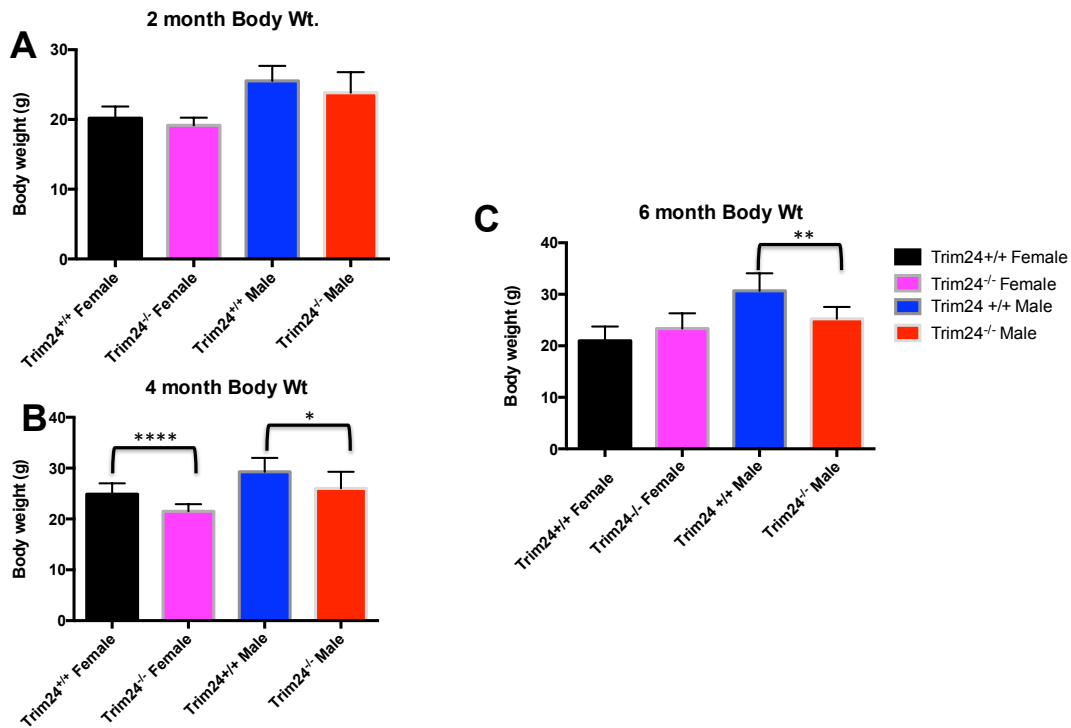 2 month Body Wt.
A
Body weight (g)
30
20
10
0
Trim24+/+ Female
Trim24-/- Female
Trim24+/+ Male
Trim24-/- Male
4 month Body Wt
B
Body weight (g)
40
30
20
10
0
****
*
Trim24+/+ Female
Trim24-/- Female
Trim24+/+ Male
Trim24-/- Male
C
6 month Body Wt
Body weight (g)
40
30
20
10
0
**
Trim24+/+ Female
Trim24-/- Female
Trim24 +/+ Male
Trim24-/- Male
Trim24+/+ Female
Trim24-/- Female
Trim24 +/+ Male
Trim24-/- Male